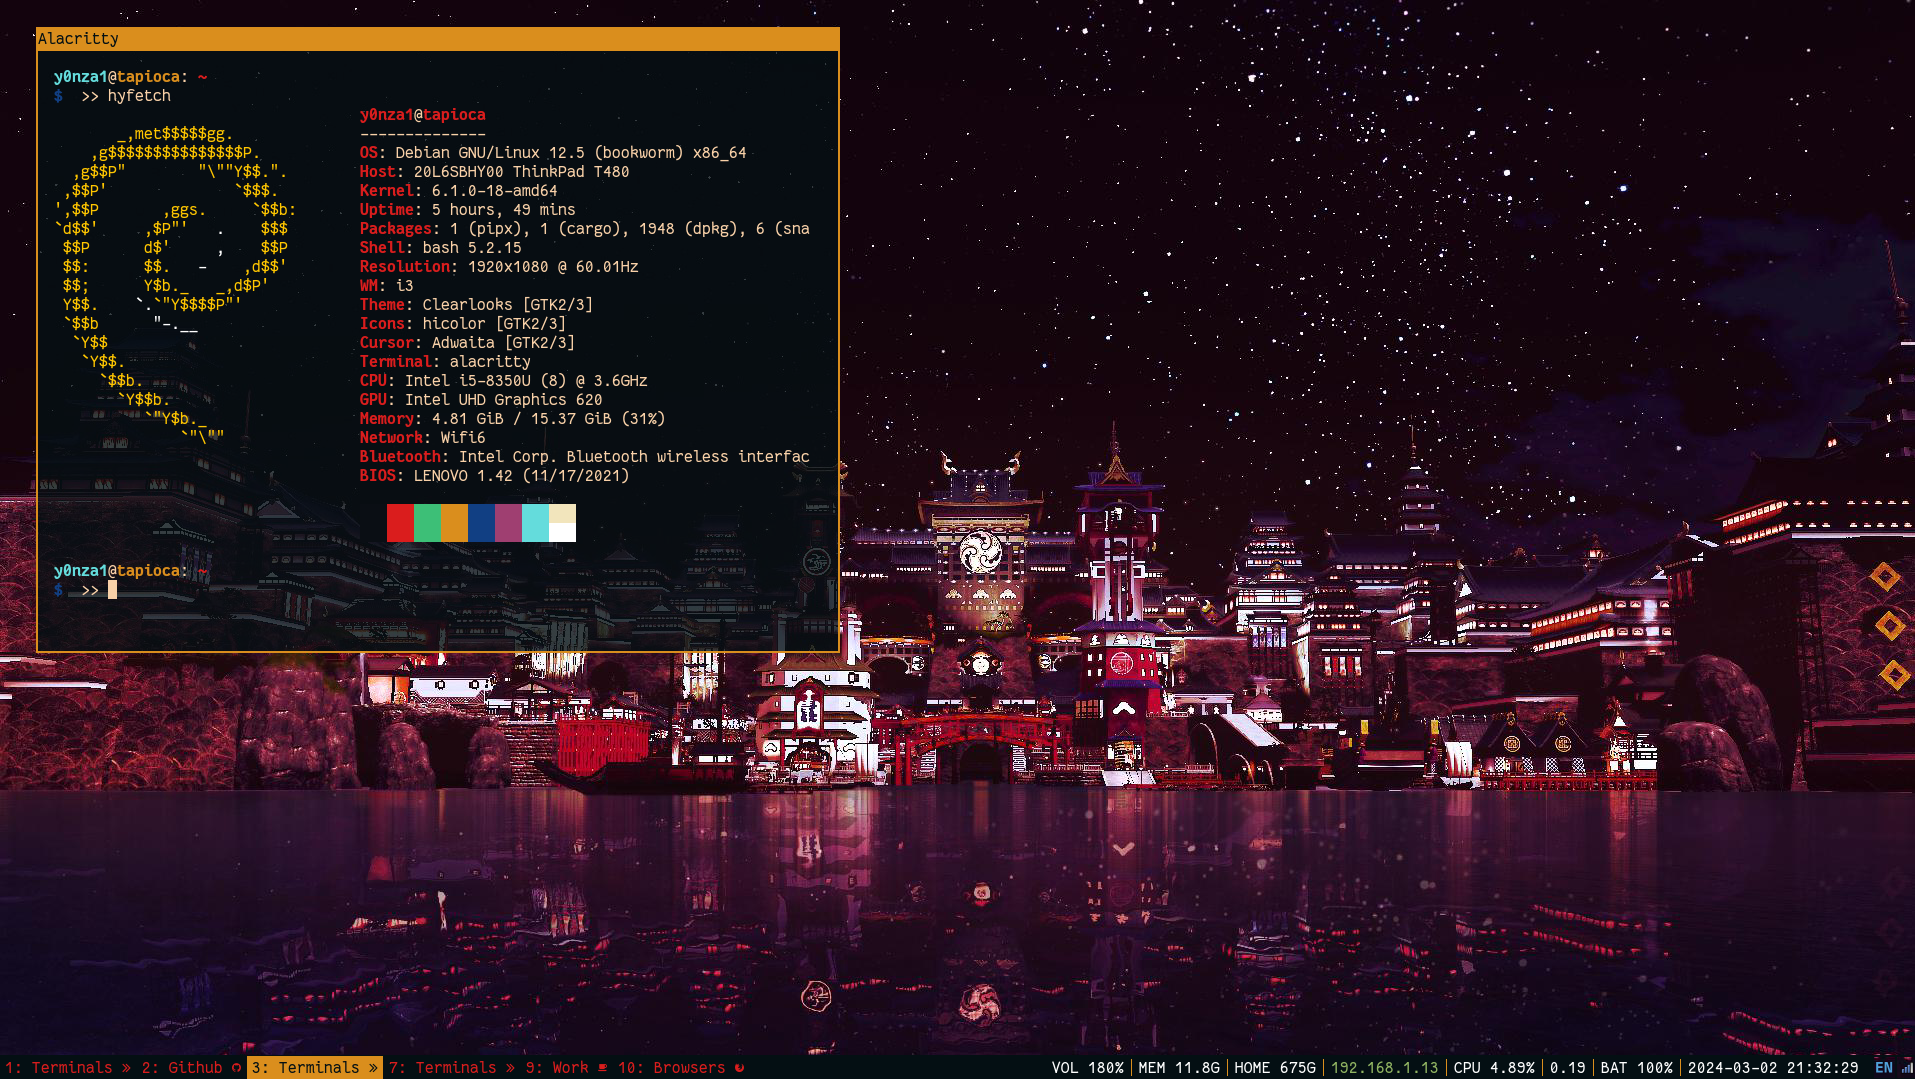 Alacritty
y0nza1@tapioca: ~
$  >> hyfetch
y0nza1@tapioca
--------------
_,met$$$$$gg.
,g$$$$$$$$$$$$$$$P.
OS: Debian GNU/Linux 12.5 (bookworm) x86_64
,g$$P"        "\""Y$$.".
Host: 20L6SBHY00 ThinkPad T480
,$$P'              `$$$.
Kernel: 6.1.0-18-amd64
',$$P       ,ggs.     `$$b:
Uptime: 5 hours, 49 mins
`d$$'     ,$P"'   .    $$$
Packages: 1 (pipx), 1 (cargo), 1948 (dpkg), 6 (sna
$$P      d$'     ,    $$P
Shell: bash 5.2.15
$$:      $$.   -    ,d$$'
Resolution: 1920x1080 @ 60.01Hz
$$;      Y$b._   _,d$P'
WM: i3
Y$$.    `.`"Y$$$$P"'
Theme: Clearlooks [GTK2/3]
`$$b      "-.__
Icons: hicolor [GTK2/3]
`Y$$
Cursor: Adwaita [GTK2/3]
`Y$$.
Terminal: alacritty
`$$b.
CPU: Intel i5-8350U (8) @ 3.6GHz
`Y$$b.
GPU: Intel UHD Graphics 620
`"Y$b._
Memory: 4.81 GiB / 15.37 GiB (31%)
`"\""
Network: Wifi6
Bluetooth: Intel Corp. Bluetooth wireless interfac
BIOS: LENOVO 1.42 (11/17/2021)
y0nza1@tapioca: ~
$  >>
1: Terminals » 2: Github 3: Terminals » 7: Terminals » 9: Work 10: Browsers VOL 180% | MEM 11.8G | HOME 675G | 192.168.1.13 | CPU 4.89% | 0.19 | BAT 100% | 2024-03-02 21:32:29 EN